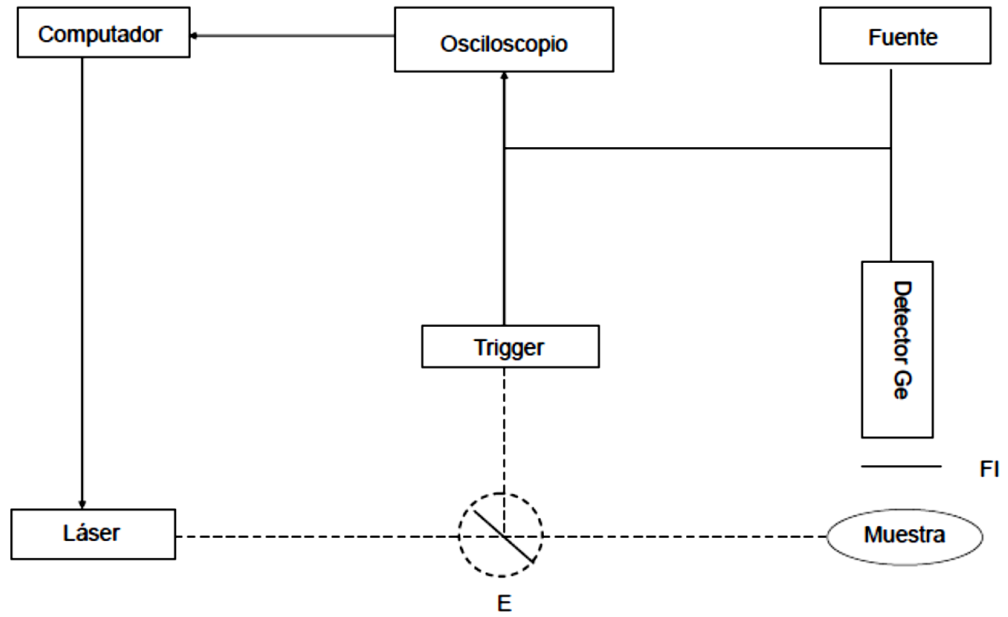 Computador
Osciloscopio
Fuente
Detector Ge
Trigger
FI
Láser
Muestra
E